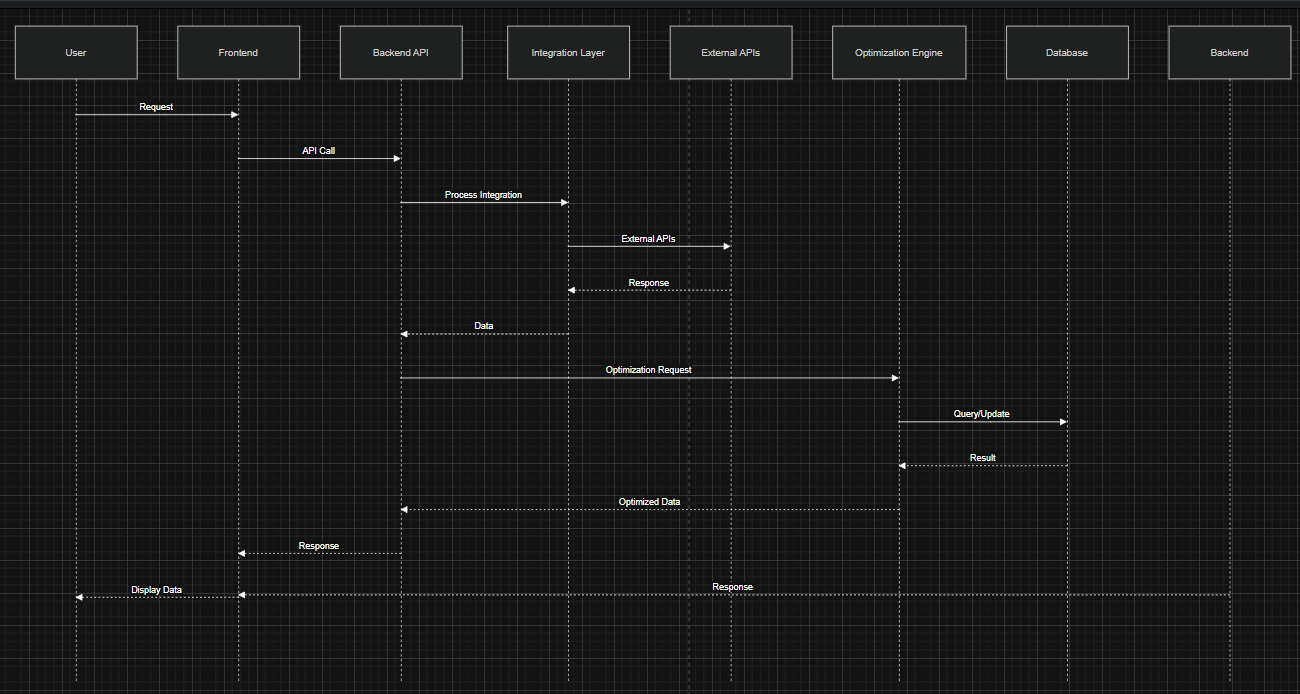 User
Frontend
Backend API
Integration Layer
External APIs
Optimization Engine
Database
Backend
Request
API Call
Process Integration
External APIs
Response
Data
Optimization Request
Query/Update
Result
Optimized Data
Response
Display Data
Response